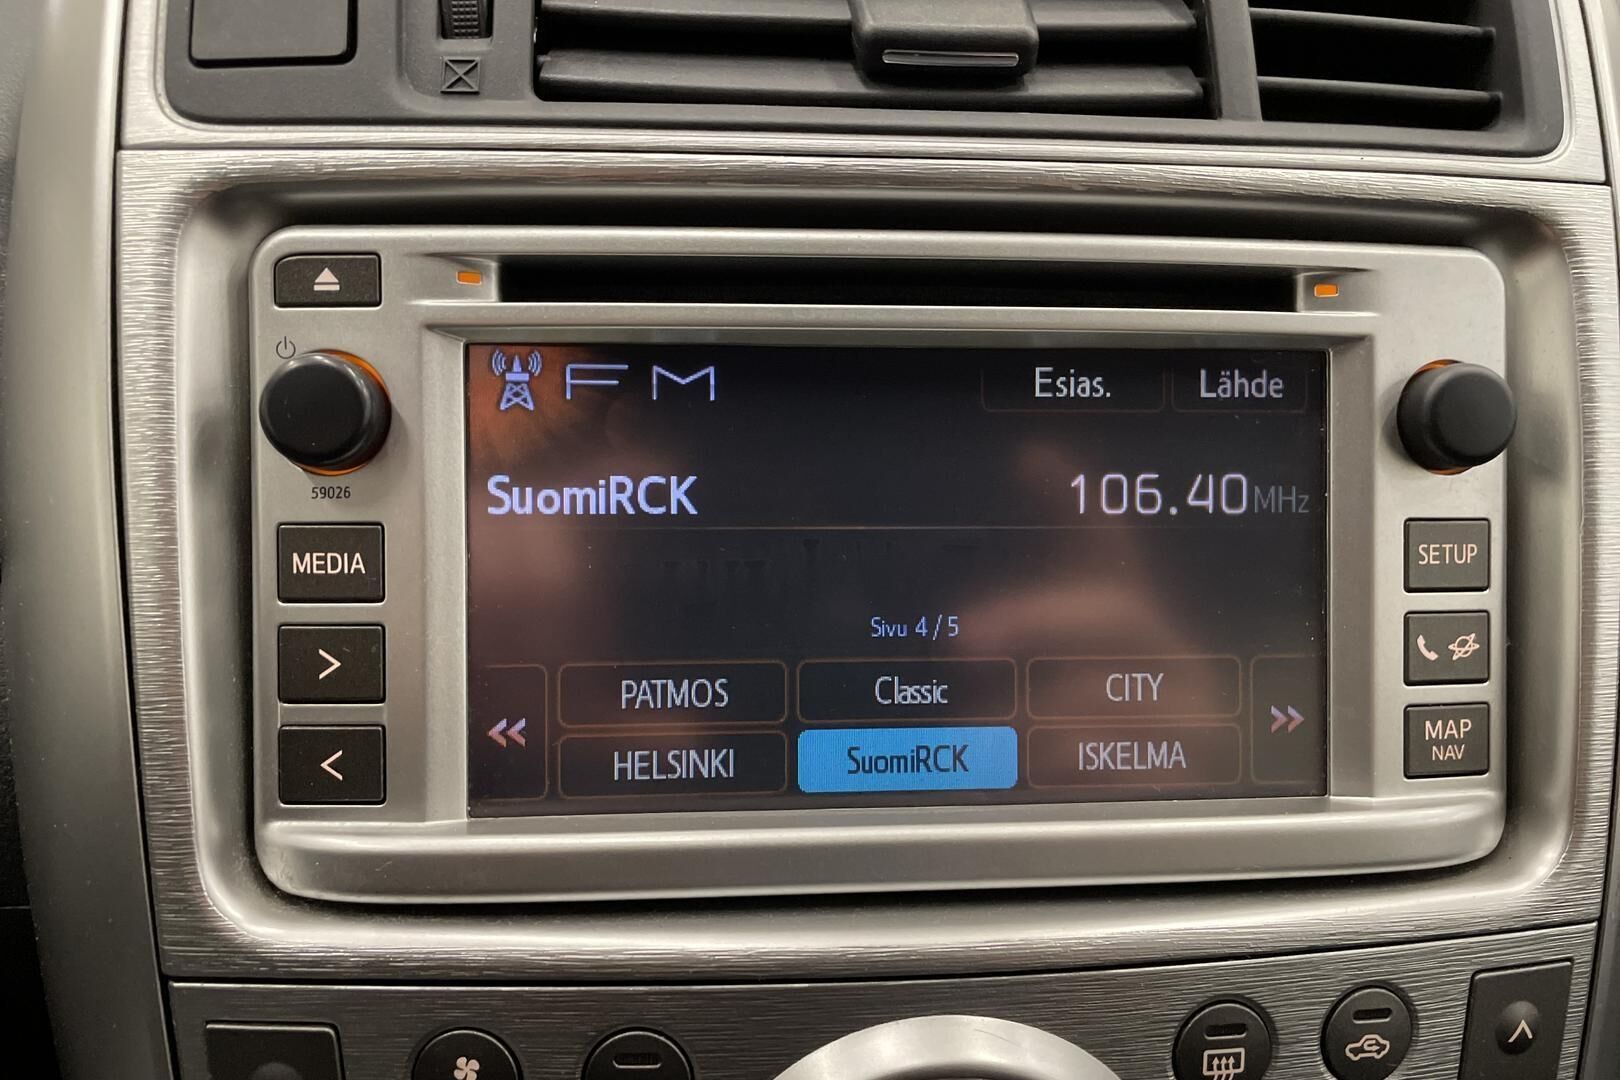 FM
Esias.
Lähde
59026
SuomiRCK
106.40MHz
MEDIA
SETUP
Sivu 4/5
PATMOS
Classic
CITY
HELSINKI
SuomiRCK
ISKELMA
MAP
NAV